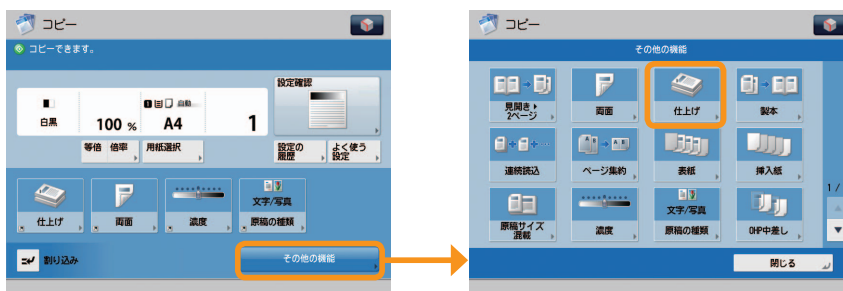 コピー
コピーできます。
設定確認
白黒
100 %
自動
A4
1
等倍 倍率
用紙選択
設定の
履歴
よく使う
設定
仕上げ
両面
濃度
文字/写真
原稿の種類
割り込み
その他の機能
コピー
その他の機能
見開き▶
2ページ
両面
仕上げ
製本
連続読込
ページ集約
表紙
挿入紙
原稿サイズ
混載
濃度
文字/写真
原稿の種類
OHP中差し
1 /
閉じる